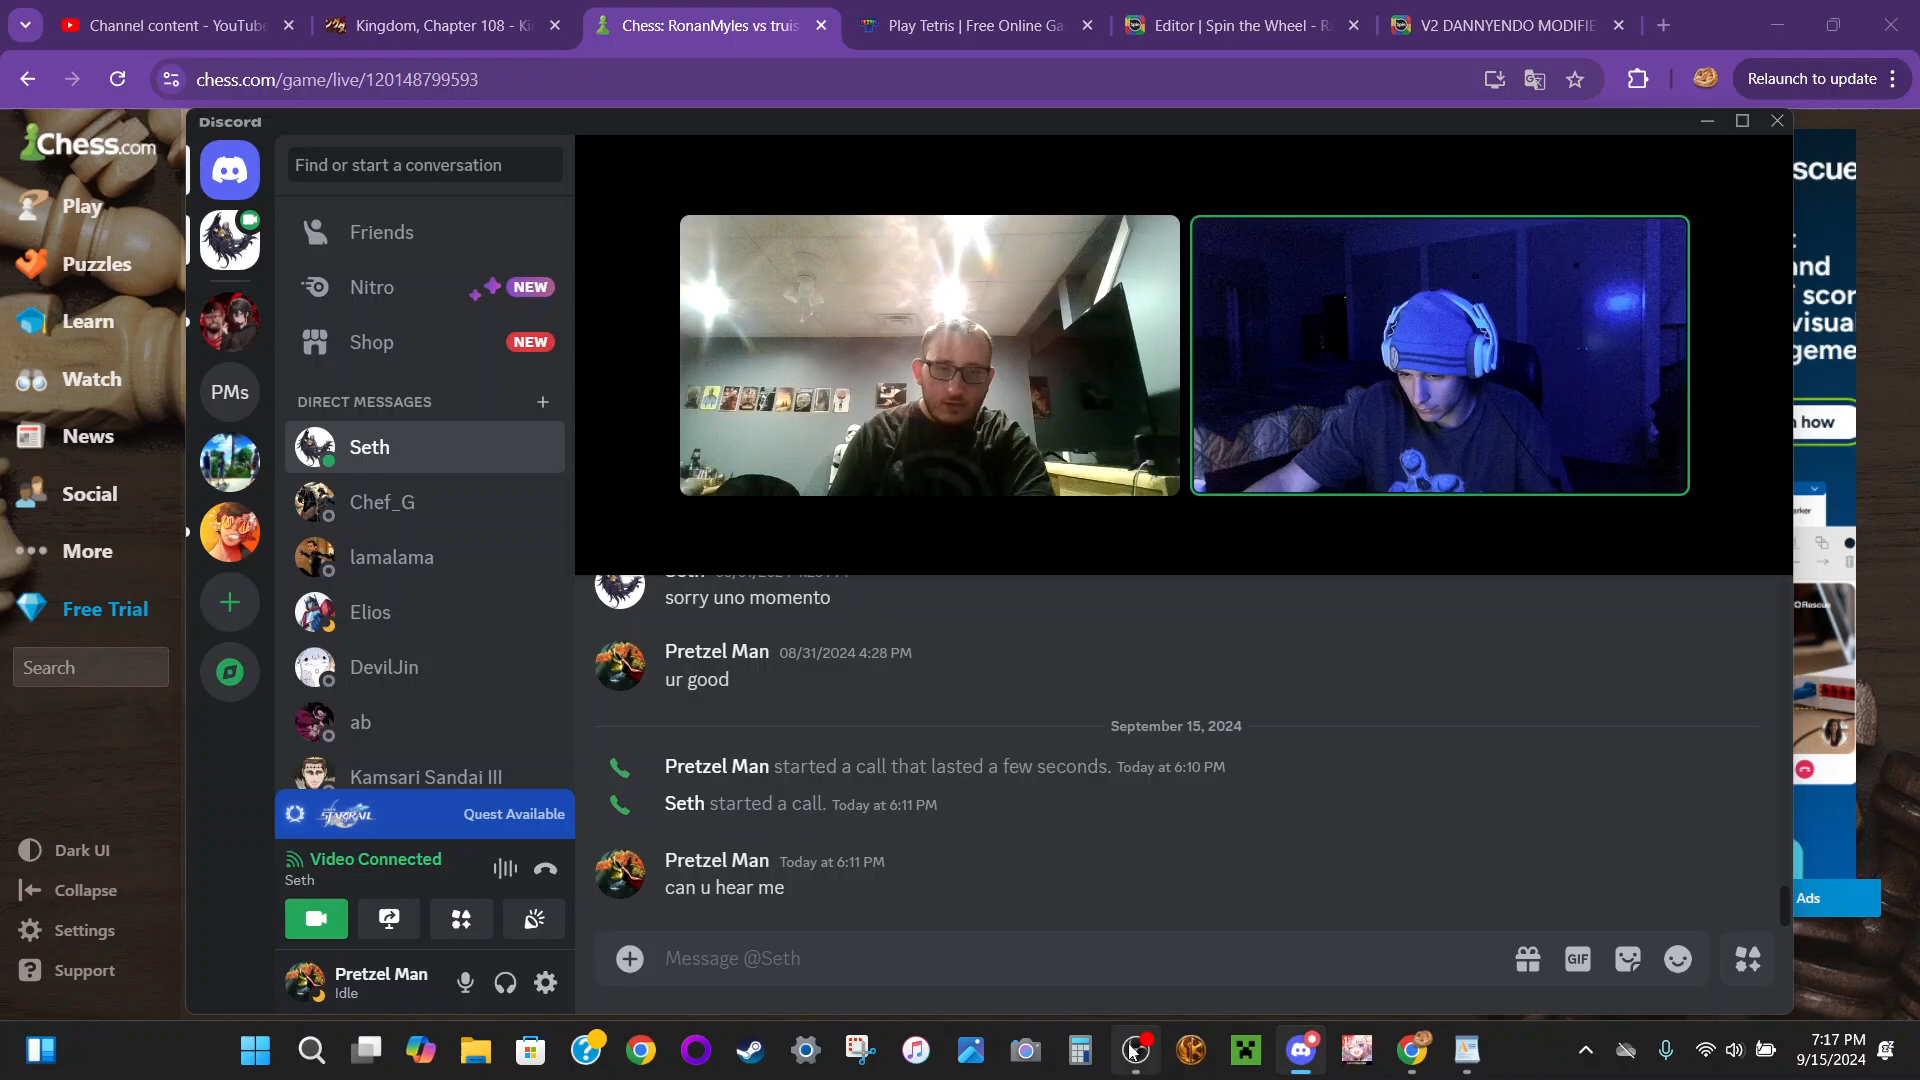 Channel content - YouTube
Kingdom, Chapter 108 - Ki
Chess: RonanMyles vs truis
Play Tetris | Free Online Ga
Editor | Spin the Wheel - R
V2 DANNYENDO MODIFIE
chess.com/game/live/120148799593
Relaunch to update
Discord
Chess.com
Play
Puzzles
Learn
Watch
News
Social
More
Free Trial
Search
Dark UI
Collapse
Settings
Support
PMs
Find or start a conversation
Friends
Nitro
NEW
Shop
NEW
DIRECT MESSAGES
Seth
Chef_G
lamalama
Elios
DevilJin
ab
Kamsari Sandai III
STARRAIL
Quest Available
Video Connected
Seth
Pretzel Man
Idle
sorry uno momento
Pretzel Man 08/31/2024 4:28 PM
ur good
September 15, 2024
Pretzel Man started a call that lasted a few seconds. Today at 6:10 PM
Seth started a call. Today at 6:11 PM
Pretzel Man Today at 6:11 PM
can u hear me
Message @Seth
GIF
scue
and
scor
visua
geme
how
Rescue
Ads
7:17 PM
9/15/2024